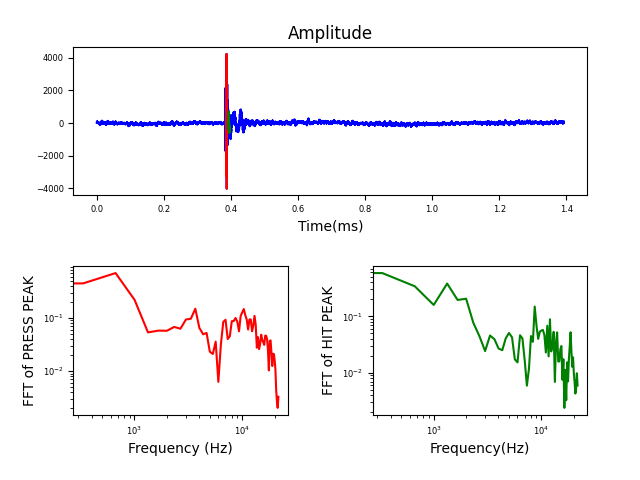 Amplitude
4000
2000
0
−2000
−4000
0.0 0.2 0.4 0.6 0.8 1.0 1.2 1.4
Time(ms)
FFT of PRESS PEAK
10⁻¹
10⁻²
10³ 10⁴
Frequency (Hz)
FFT of HIT PEAK
10⁻¹
10⁻²
10³ 10⁴
Frequency(Hz)